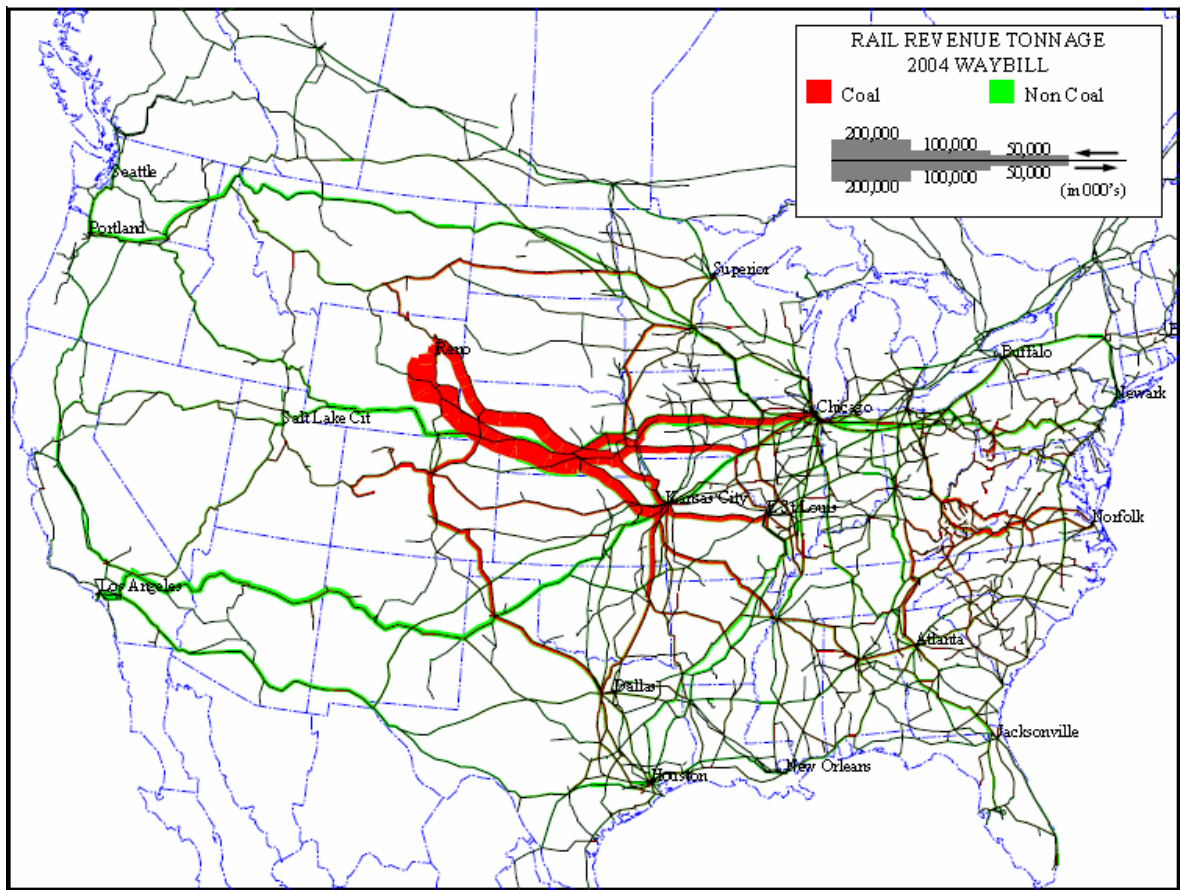 RAIL REVENUE TONNAGE
2004 WAYBILL
Coal
Non Coal
200,000
100,000
50,000
200,000
100,000
50,000
(in 000's)
Seattle
Portland
Superior
Reno
Buffalo
Chicago
Newark
Salt Lake Cit
Kansas City
E St Louis
Norfolk
Los Angeles
Atlanta
Dallas
Jacksonville
New Orleans
Houston